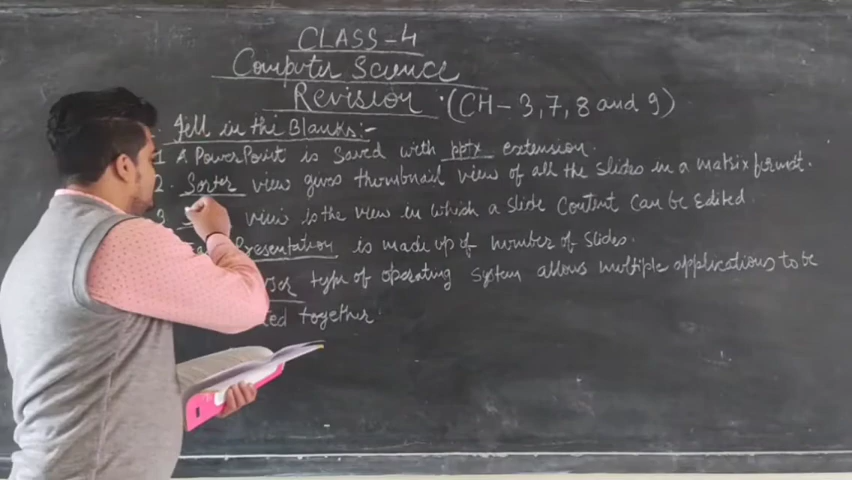 CLASS-4
Computer Science
Revision (CH-3,7,8 and 9)
Fill in the Blanks:-
1 A PowerPoint is Saved with pptx extension.
2. Sorter view gives thumbnail view of all the slides in a matrix format.
3. view is the view in which a slide Content Can be Edited
Presentation is made up of number of slides.
type of operating system allows multiple applications to be
together.